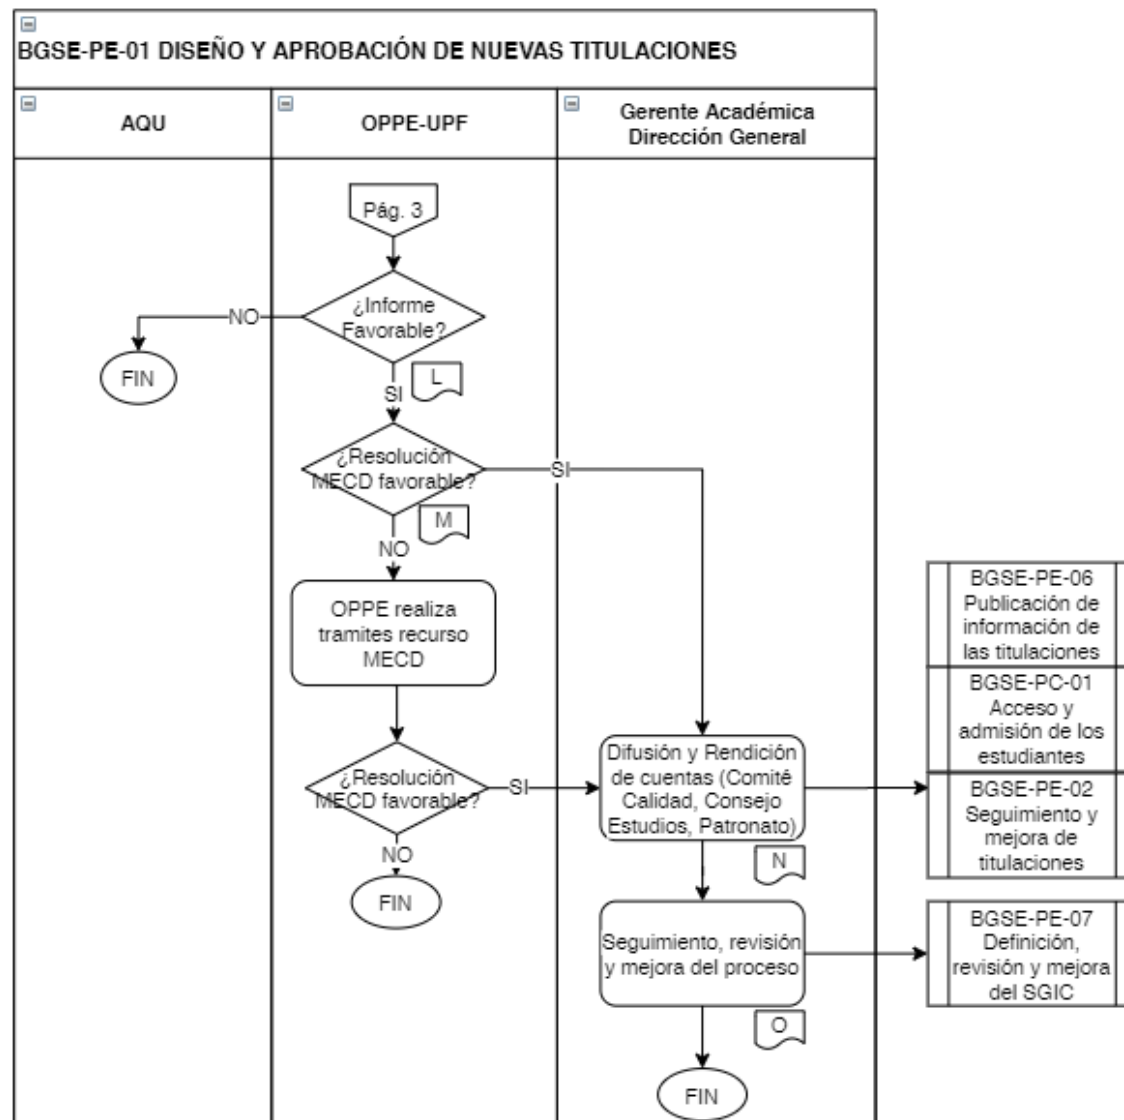 BGSE-PE-01 DISEÑO Y APROBACIÓN DE NUEVAS TITULACIONES
AQU
OPPE-UPF
Gerente Académica
Dirección General
Pág. 3
¿Informe
Favorable?
NO
FIN
SI
L
¿Resolución
MECD favorable?
SI
M
NO
OPPE realiza
tramites recurso
MECD
¿Resolución
MECD favorable?
SI
NO
FIN
Difusión y Rendición
de cuentas (Comité
Calidad, Consejo
Estudios, Patronato)
N
Seguimiento, revisión
y mejora del proceso
O
FIN
BGSE-PE-06
Publicación de
información de
las titulaciones
BGSE-PC-01
Acceso y
admisión de los
estudiantes
BGSE-PE-02
Seguimiento y
mejora de
titulaciones
BGSE-PE-07
Definición,
revisión y mejora
del SGIC